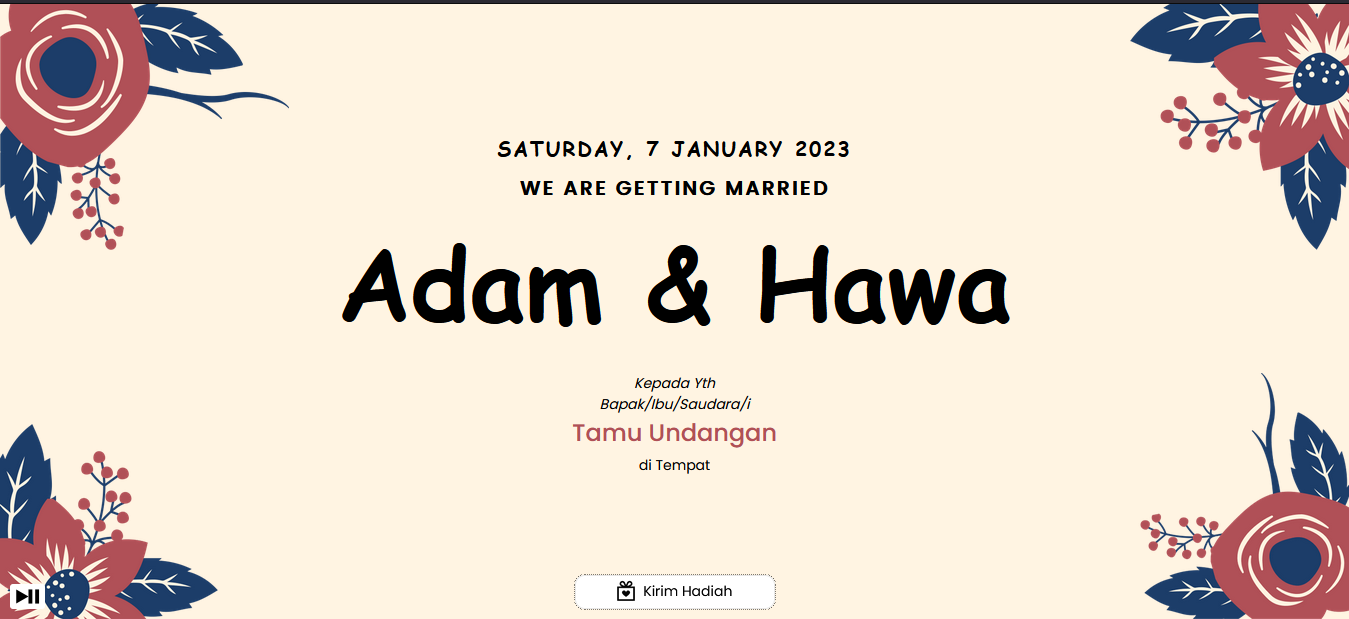 SATURDAY, 7 JANUARY 2023
WE ARE GETTING MARRIED
Adam & Hawa
Kepada Yth
Bapak/Ibu/Saudara/i
Tamu Undangan
di Tempat
Kirim Hadiah